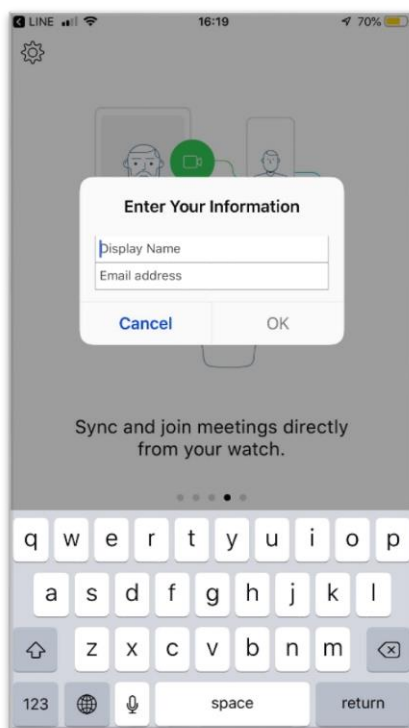 LINE 16:19 70%
Enter Your Information
Display Name
Email address
Cancel OK
Sync and join meetings directly
from your watch.
q w e r t y u i o p
a s d f g h j k l
z x c v b n m
123 space return